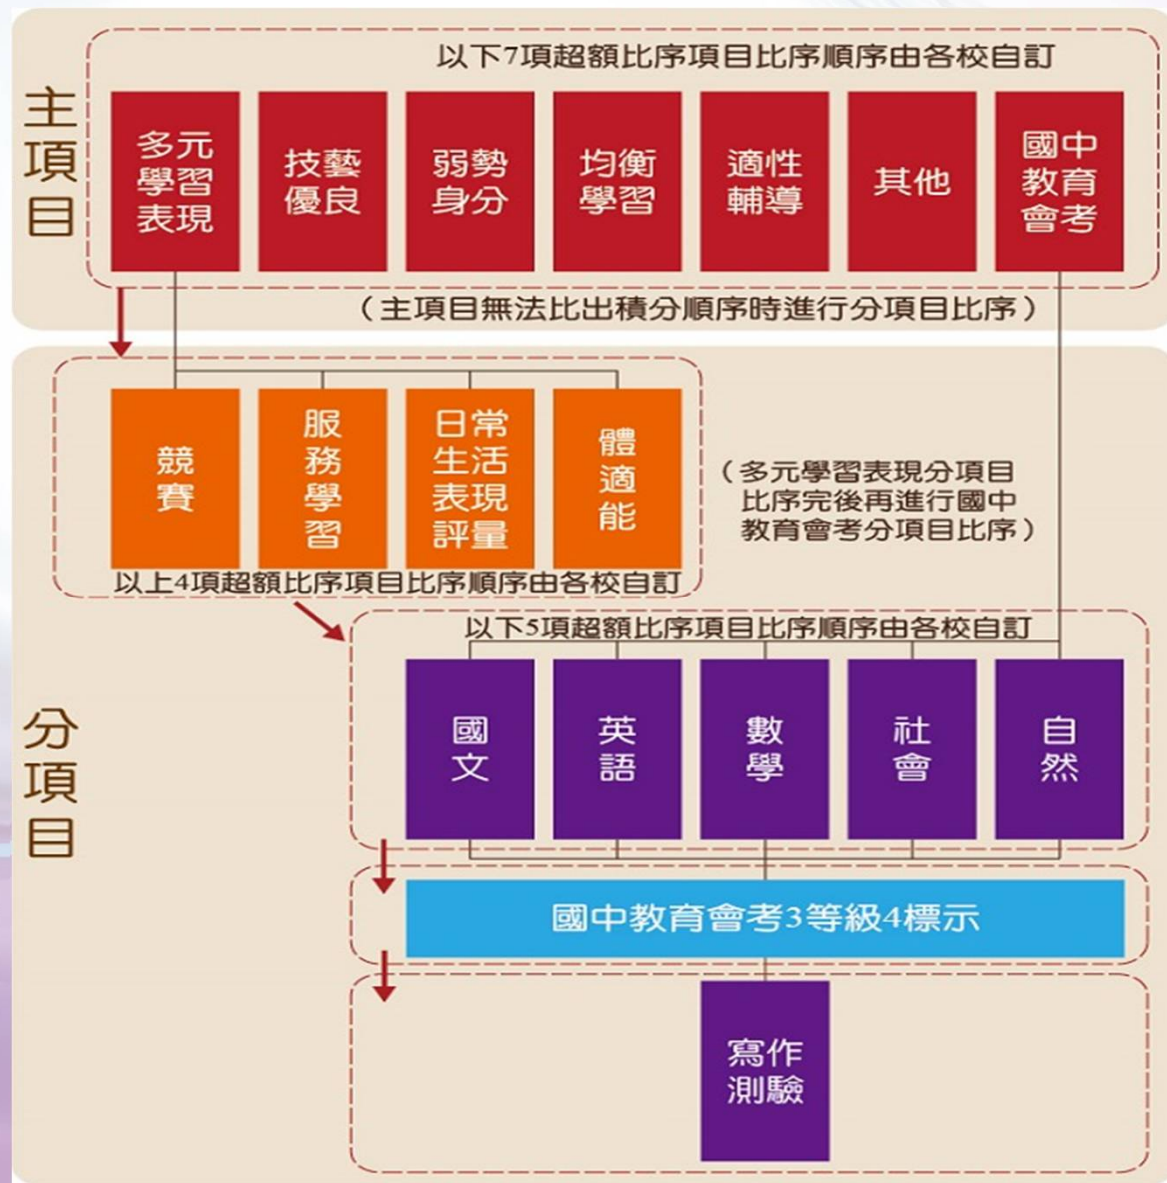 主項目
以下7項超額比序項目比序順序由各校自訂
多元
學習
表現
技藝
優良
弱勢
身分
均衡
學習
適性
輔導
其他
國中
教育
會考
（主項目無法比出積分順序時進行分項目比序）
分項目
競賽
服務學習
日常
生活
表現
評量
體適能
以上4項超額比序項目比序順序由各校自訂
（多元學習表現分項目
比序完後再進行國中
教育會考分項目比序）
以下5項超額比序項目比序順序由各校自訂
國文
英語
數學
社會
自然
國中教育會考3等級4標示
寫作
測驗